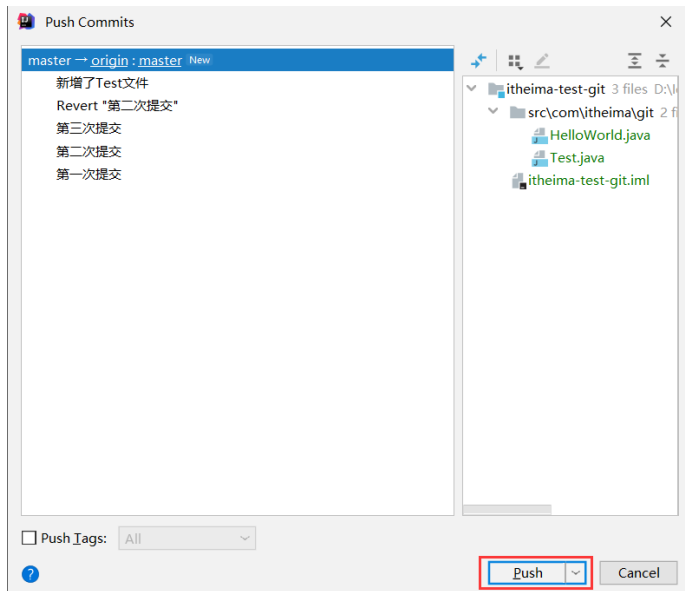 Push Commits
master → origin : master New
新增了Test文件
Revert "第二次提交"
第三次提交
第二次提交
第一次提交
itheima-test-git 3 files D:\
src\com\itheima\git 2 fi
HelloWorld.java
Test.java
itheima-test-git.iml
Push Tags: All
? Push Cancel